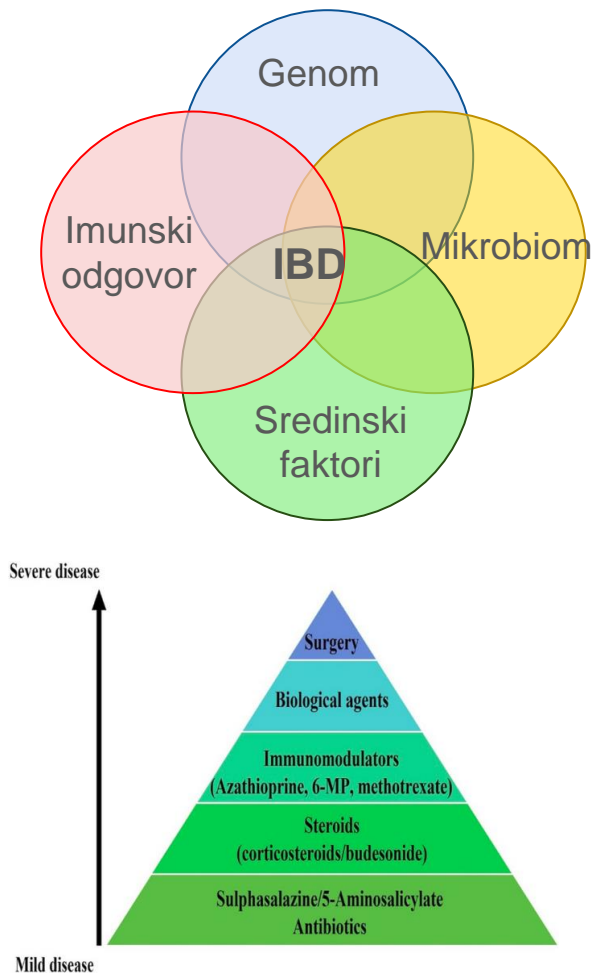 Genom
Imunski
odgovor
IBD
Mikrobiom
Sredinski
faktori
Severe disease
Surgery
Biological agents
Immunomodulators
(Azathioprine, 6-MP, methotrexate)
Steroids
(corticosteroids/budesonide)
Sulphasalazine/5-Aminosalicylate
Antibiotics
Mild disease